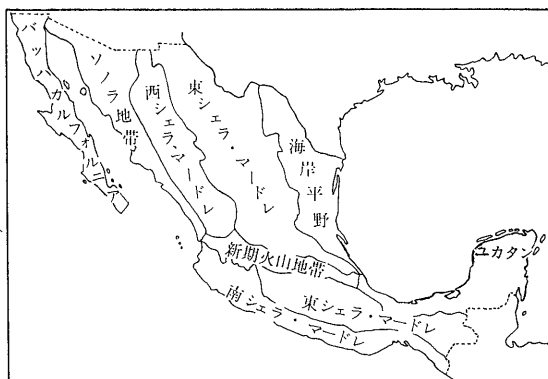 バッハカルフォルニ
ソノラ地帯
西シェラ・マードレ
東シェラ・マードレ
海岸平野
ユカタン
新期火山地帯
東シェラ・マードレ
南シェラ・マードレ